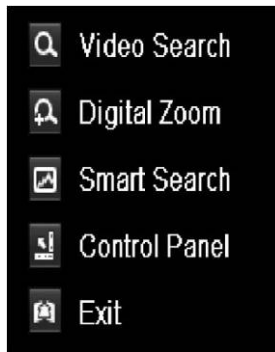 Video Search
Digital Zoom
Smart Search
Control Panel
Exit